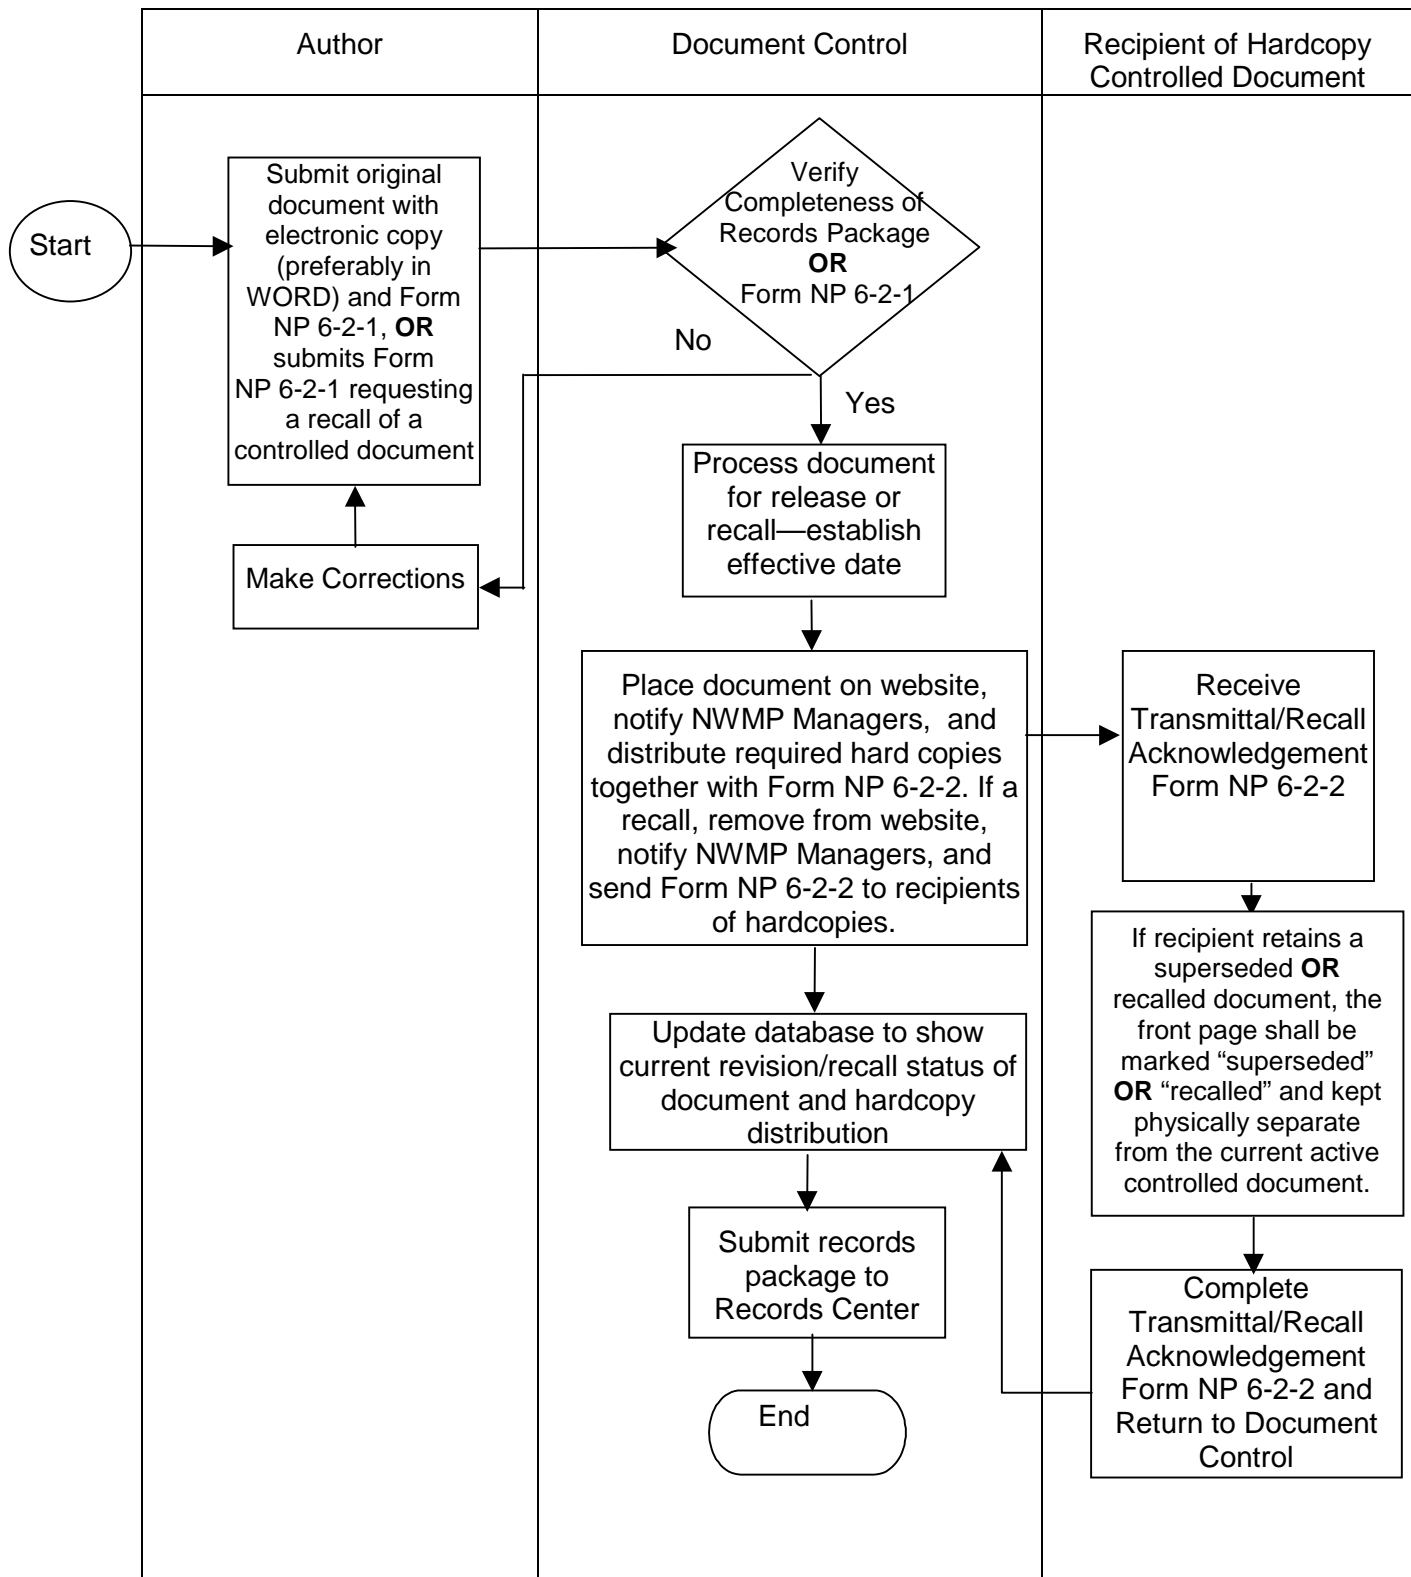 Author
Document Control
Recipient of Hardcopy
Controlled Document
Start
Submit original
document with
electronic copy
(preferably in
WORD) and Form
NP 6-2-1, OR
submits Form
NP 6-2-1 requesting
a recall of a
controlled document
Verify
Completeness of
Records Package
OR
Form NP 6-2-1
No
Yes
Make Corrections
Process document
for release or
recall—establish
effective date
Place document on website,
notify NWMP Managers,  and
distribute required hard copies
together with Form NP 6-2-2. If a
recall, remove from website,
notify NWMP Managers, and
send Form NP 6-2-2 to recipients
of hardcopies.
Receive
Transmittal/Recall
Acknowledgement
Form NP 6-2-2
If recipient retains a
superseded OR
recalled document, the
front page shall be
marked “superseded”
OR “recalled” and kept
physically separate
from the current active
controlled document.
Update database to show
current revision/recall status of
document and hardcopy
distribution
Submit records
package to
Records Center
Complete
Transmittal/Recall
Acknowledgement
Form NP 6-2-2 and
Return to Document
Control
End